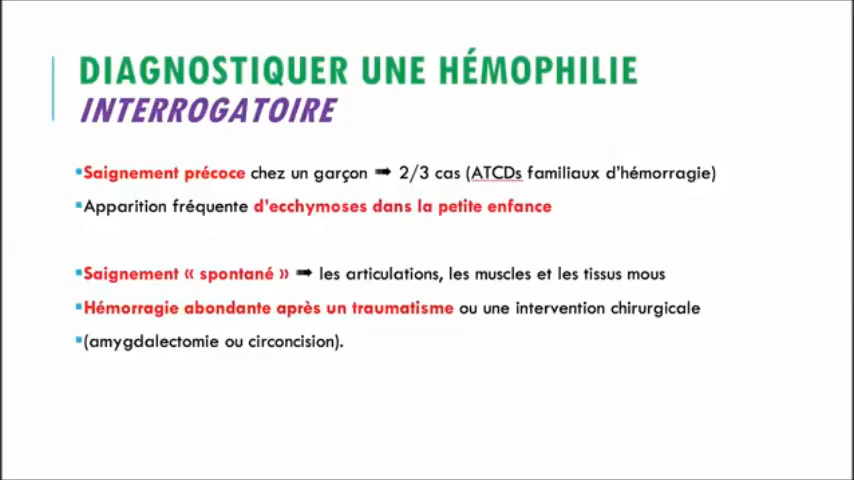 DIAGNOSTIQUER UNE HÉMOPHILIE
INTERROGATOIRE
▪Saignement précoce chez un garçon ➡ 2/3 cas (ATCDs familiaux d'hémorragie)
▪Apparition fréquente d'ecchymoses dans la petite enfance
▪Saignement « spontané » ➡ les articulations, les muscles et les tissus mous
▪Hémorragie abondante après un traumatisme ou une intervention chirurgicale
▪(amygdalectomie ou circoncision).